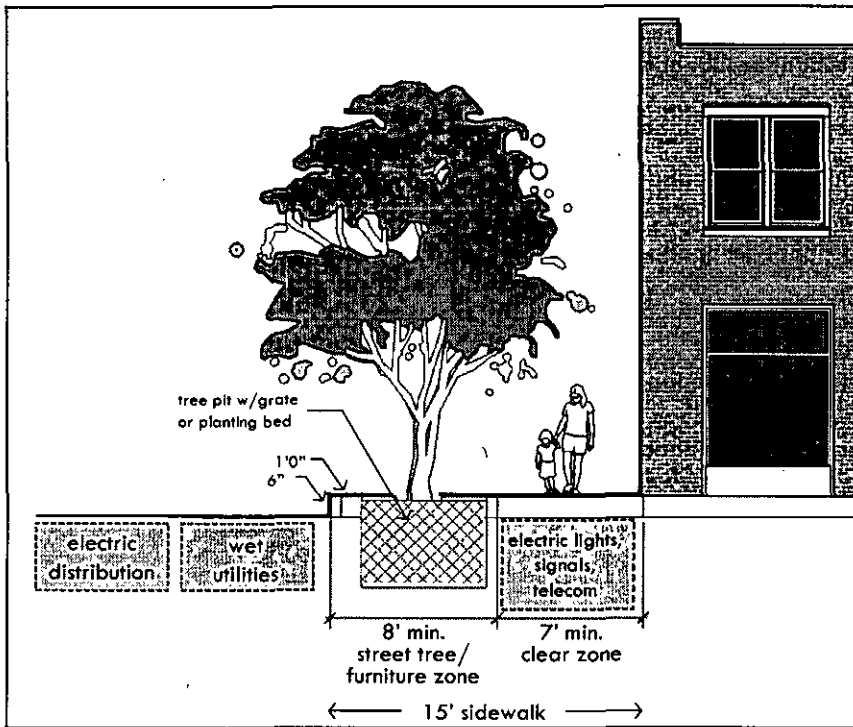 tree pit w/grate
or planting bed
1'0"
6"
electric
distribution
wet
utilities
electric lights,
signals,
telecom
8' min.
street tree/
furniture zone
7' min.
clear zone
15' sidewalk